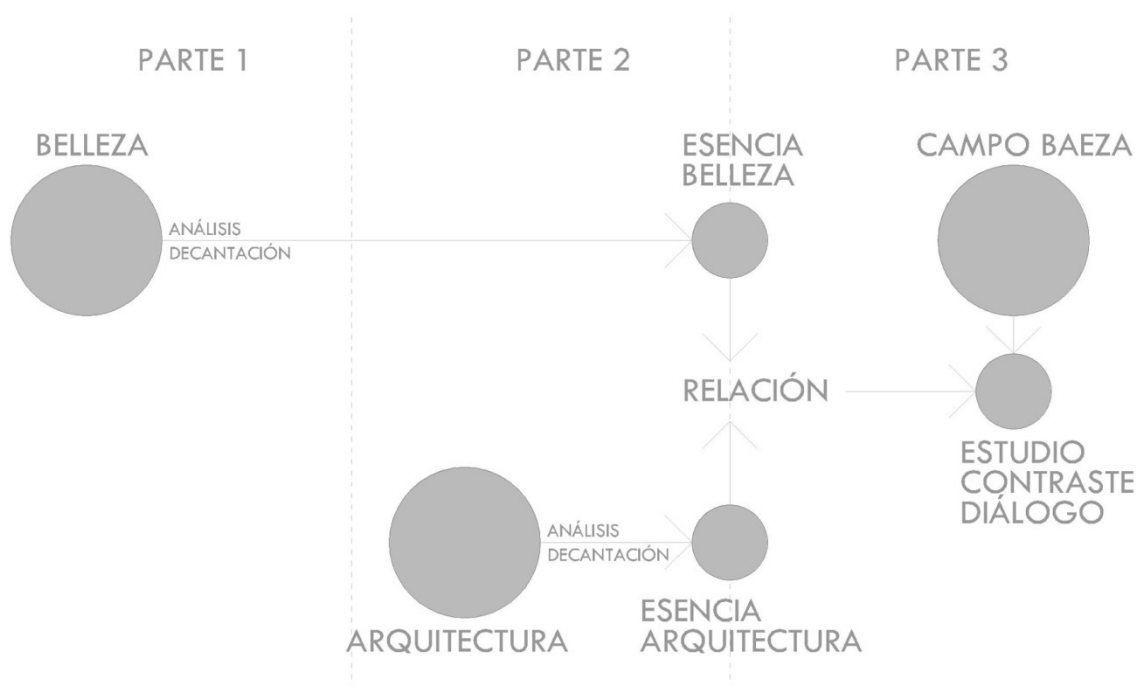 PARTE 1
PARTE 2
PARTE 3
BELLEZA
ESENCIA
BELLEZA
CAMPO BAEZA
ANÁLISIS
DECANTACIÓN
RELACIÓN
ESTUDIO
CONTRASTE
DIÁLOGO
ANÁLISIS
DECANTACIÓN
ARQUITECTURA
ESENCIA
ARQUITECTURA